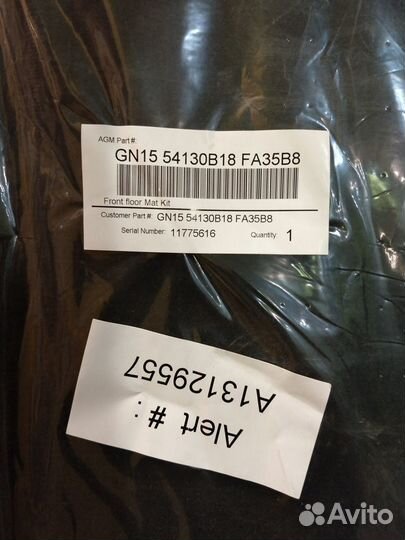 AGM Part#:
GN15 54130B18 FA35B8
Front floor Mat Kit
Customer Part #: GN15 54130B18 FA35B8
Serial Number: 11775616 Quantity: 1
Alert #:
A13129557
Avito